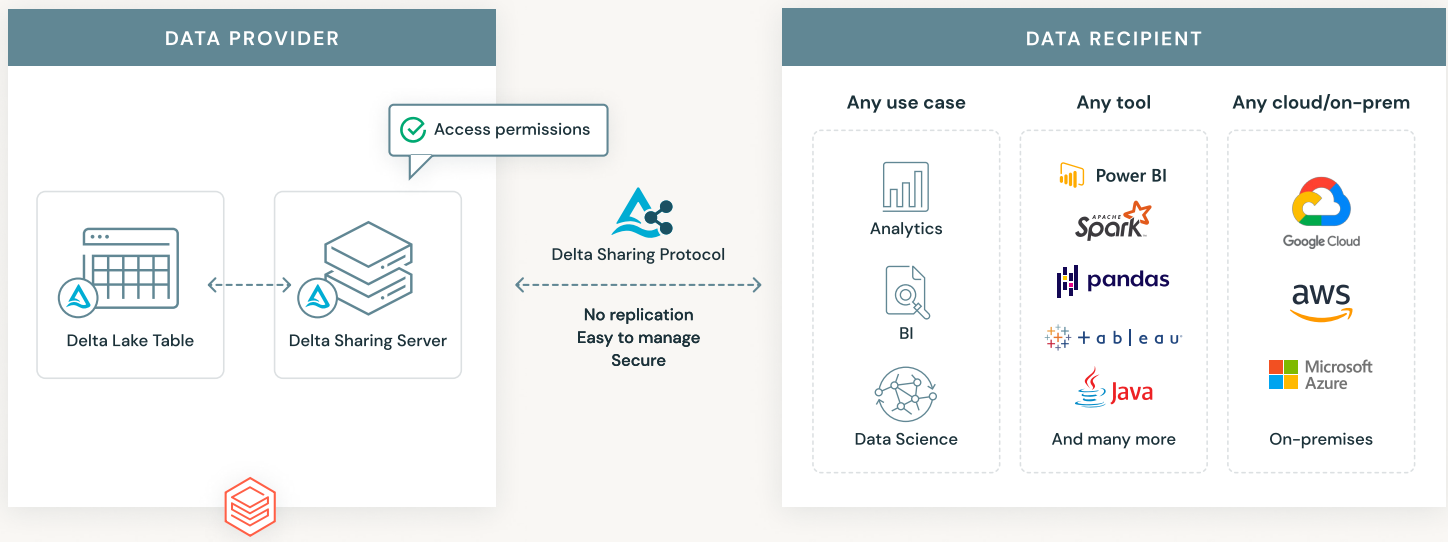 DATA PROVIDER
Access permissions
Delta Lake Table
Delta Sharing Server
Delta Sharing Protocol
No replication
Easy to manage
Secure
DATA RECIPIENT
Any use case
Analytics
BI
Data Science
Any tool
Power BI
APACHE
Spark™
pandas
+ a b l e a u
Java
And many more
Any cloud/on-prem
Google Cloud
aws
Microsoft
Azure
On-premises